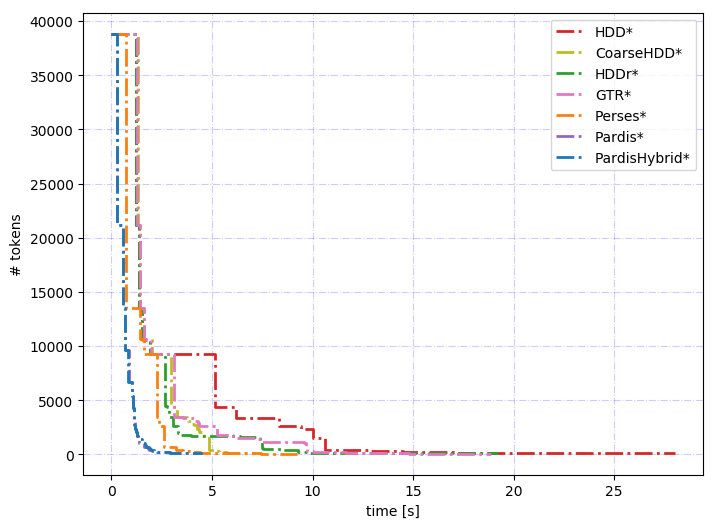 40000
35000
30000
25000
20000
15000
10000
5000
0
# tokens
0 5 10 15 20 25
time [s]
HDD*
CoarseHDD*
HDDr*
GTR*
Perses*
Pardis*
PardisHybrid*